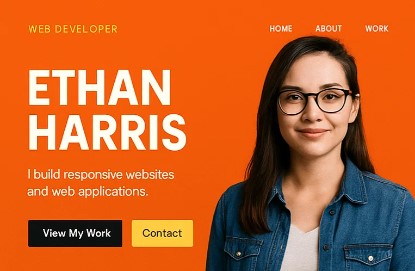 WEB DEVELOPER
HOME ABOUT WORK
ETHAN
HARRIS
I build responsive websites
and web applications.
View My Work Contact